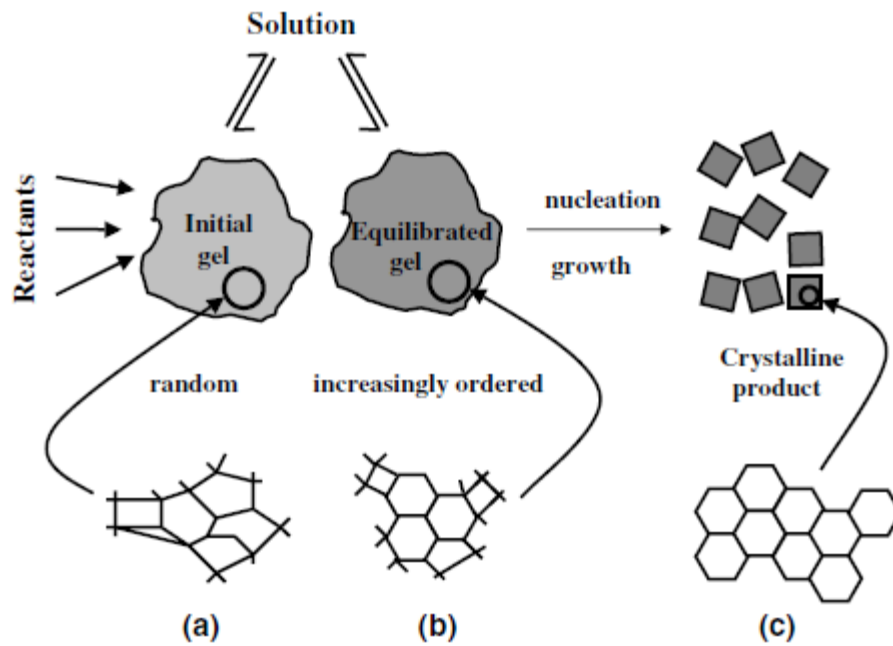 Solution
Reactants
Initial
gel
Equilibrated
gel
nucleation
growth
random
increasingly ordered
Crystalline
product
(a)
(b)
(c)